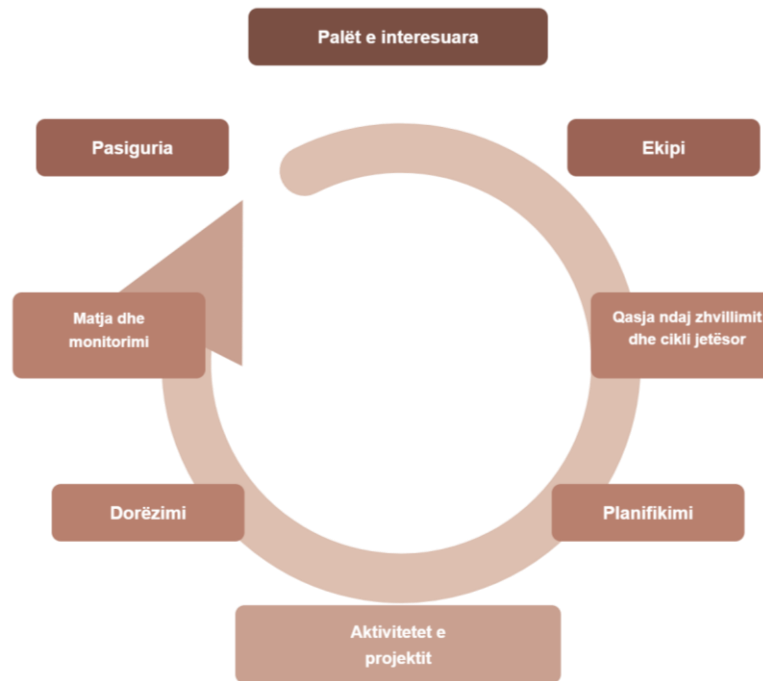 Palët e interesuara
Pasiguria
Ekipi
Matja dhe
monitorimi
Qasja ndaj zhvillimit
dhe cikli jetësor
Dorëzimi
Planifikimi
Aktivitetet e
projektit